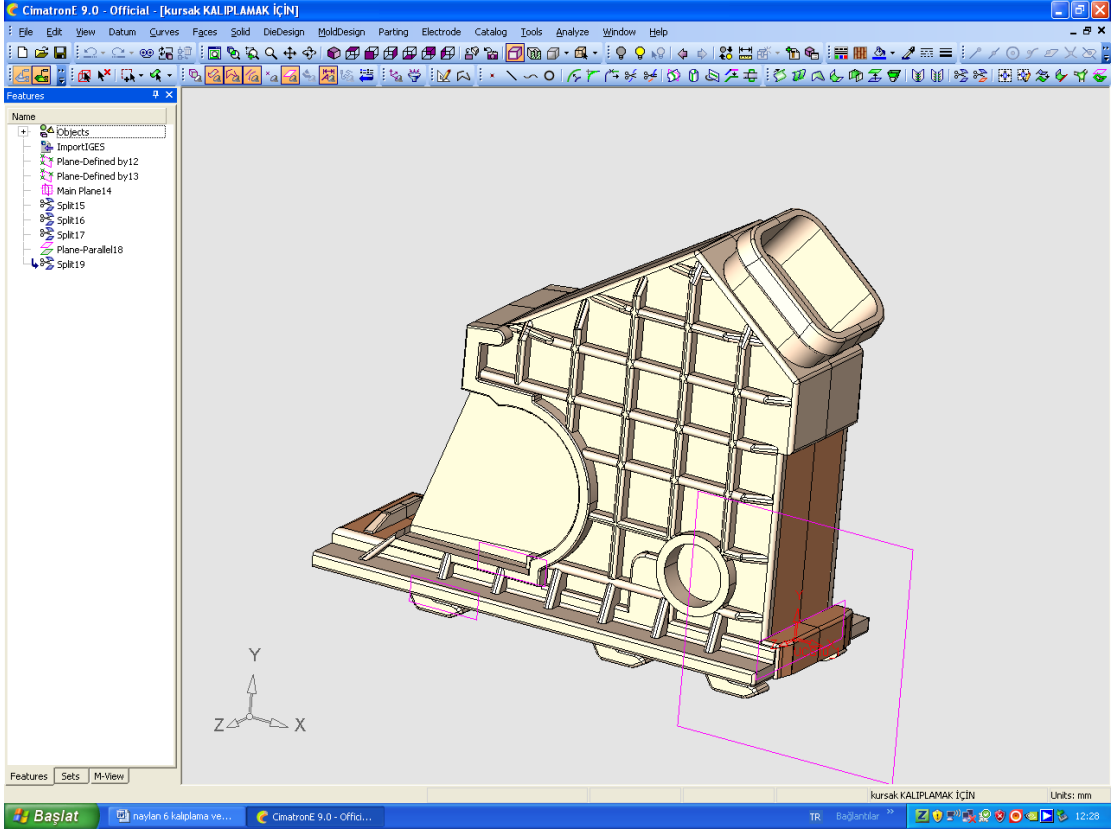 CimatronE 9.0 - Official - [kursak KALIPLAMAK İÇİN]
File Edit View Datum Curves Faces Solid DieDesign MoldDesign Parting Electrode Catalog Tools Analyze Window Help
Features
Name
Objects
ImportIGES
Plane-Defined by12
Plane-Defined by13
Main Plane14
Split15
Split16
Split17
Plane-Parallel18
Split19
Y
Z X
Features Sets M-View
kursak KALIPLAMAK İÇİN Units: mm
Başlat naylan 6 kalıplama ve... CimatronE 9.0 - Offici... TR Bağlantılar » 12:28